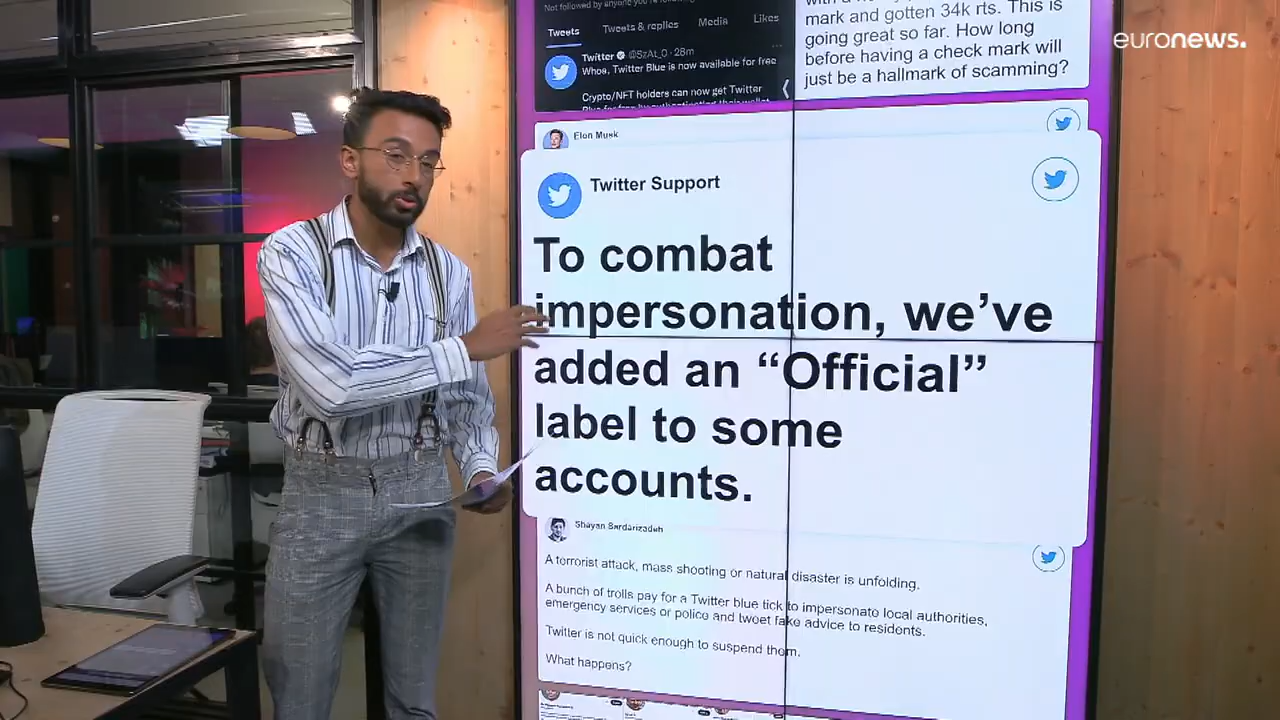 Not followed by anyone you're following
Tweets
Tweets & replies
Media
Likes
Twitter @SzAt_0 · 28m
Whoa, Twitter Blue is now available for free
Crypto/NFT holders can now get Twitter
mark and gotten 34k rts. This is
going great so far. How long
before having a check mark will
just be a hallmark of scamming?
euronews.
Elon Musk
Twitter Support
To combat
impersonation, we've
added an “Official”
label to some
accounts.
Shayan Sardarizadeh
A terrorist attack, mass shooting or natural disaster is unfolding.
A bunch of trolls pay for a Twitter blue tick to impersonate local authorities,
emergency services or police and tweet fake advice to residents.
Twitter is not quick enough to suspend them.
What happens?